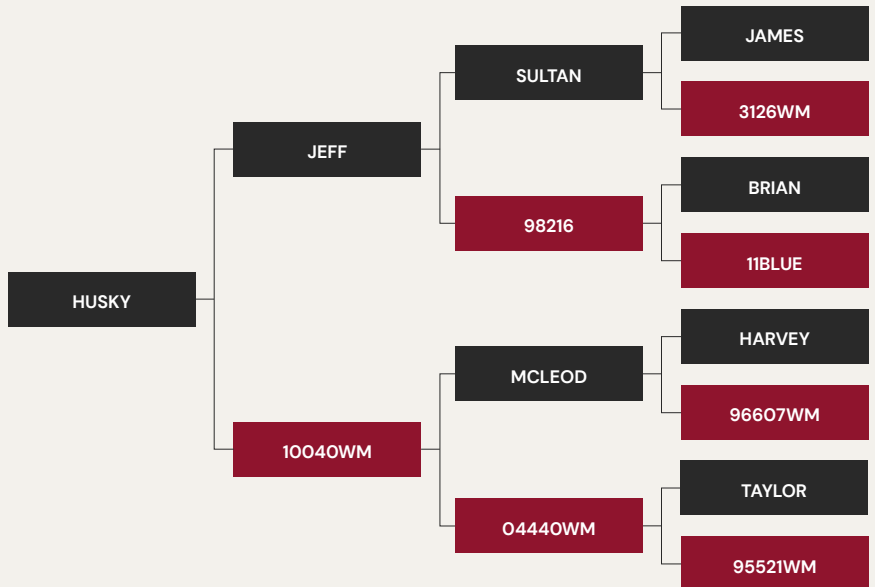 JAMES
SULTAN
3126WM
JEFF
BRIAN
98216
11BLUE
HUSKY
HARVEY
MCLEOD
96607WM
10040WM
TAYLOR
04440WM
95521WM